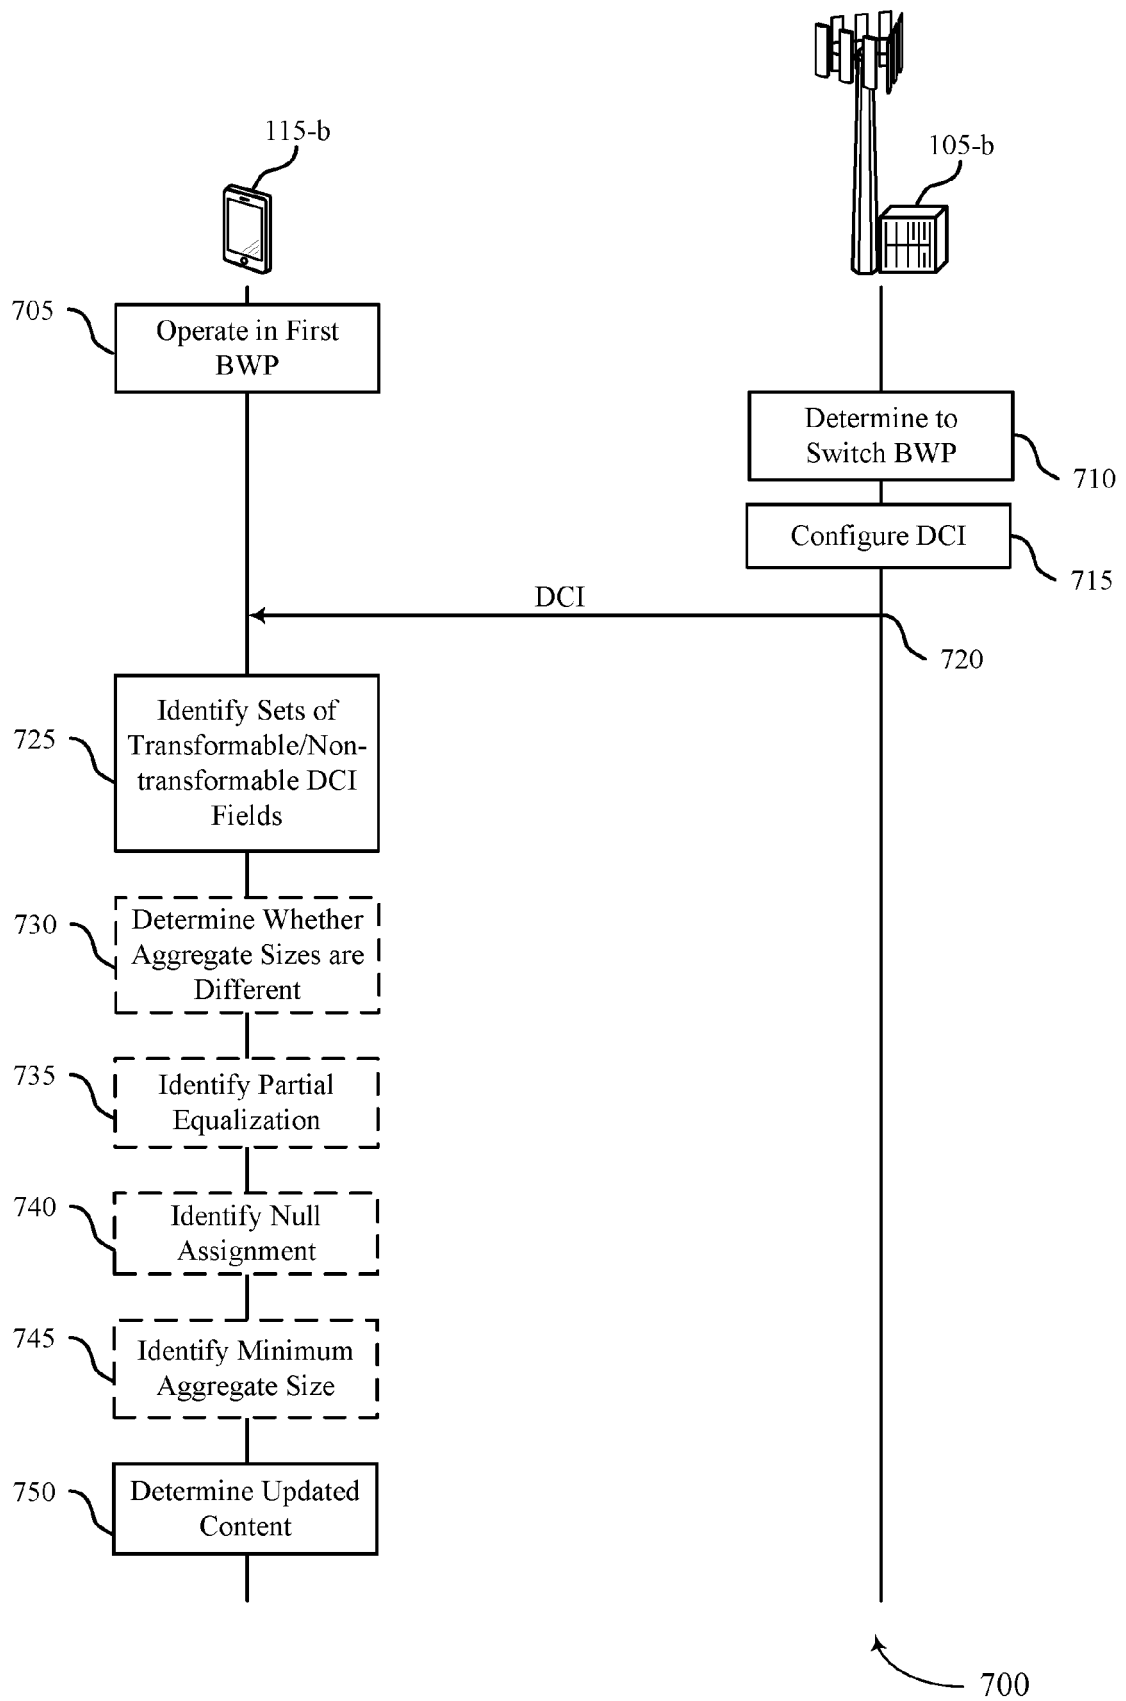 115-b
105-b
705
Operate in First
BWP
Determine to
Switch BWP
710
Configure DCI
715
DCI
720
725
Identify Sets of
Transformable/Non-
transformable DCI
Fields
730
Determine Whether
Aggregate Sizes are
Different
735
Identify Partial
Equalization
740
Identify Null
Assignment
745
Identify Minimum
Aggregate Size
750
Determine Updated
Content
700